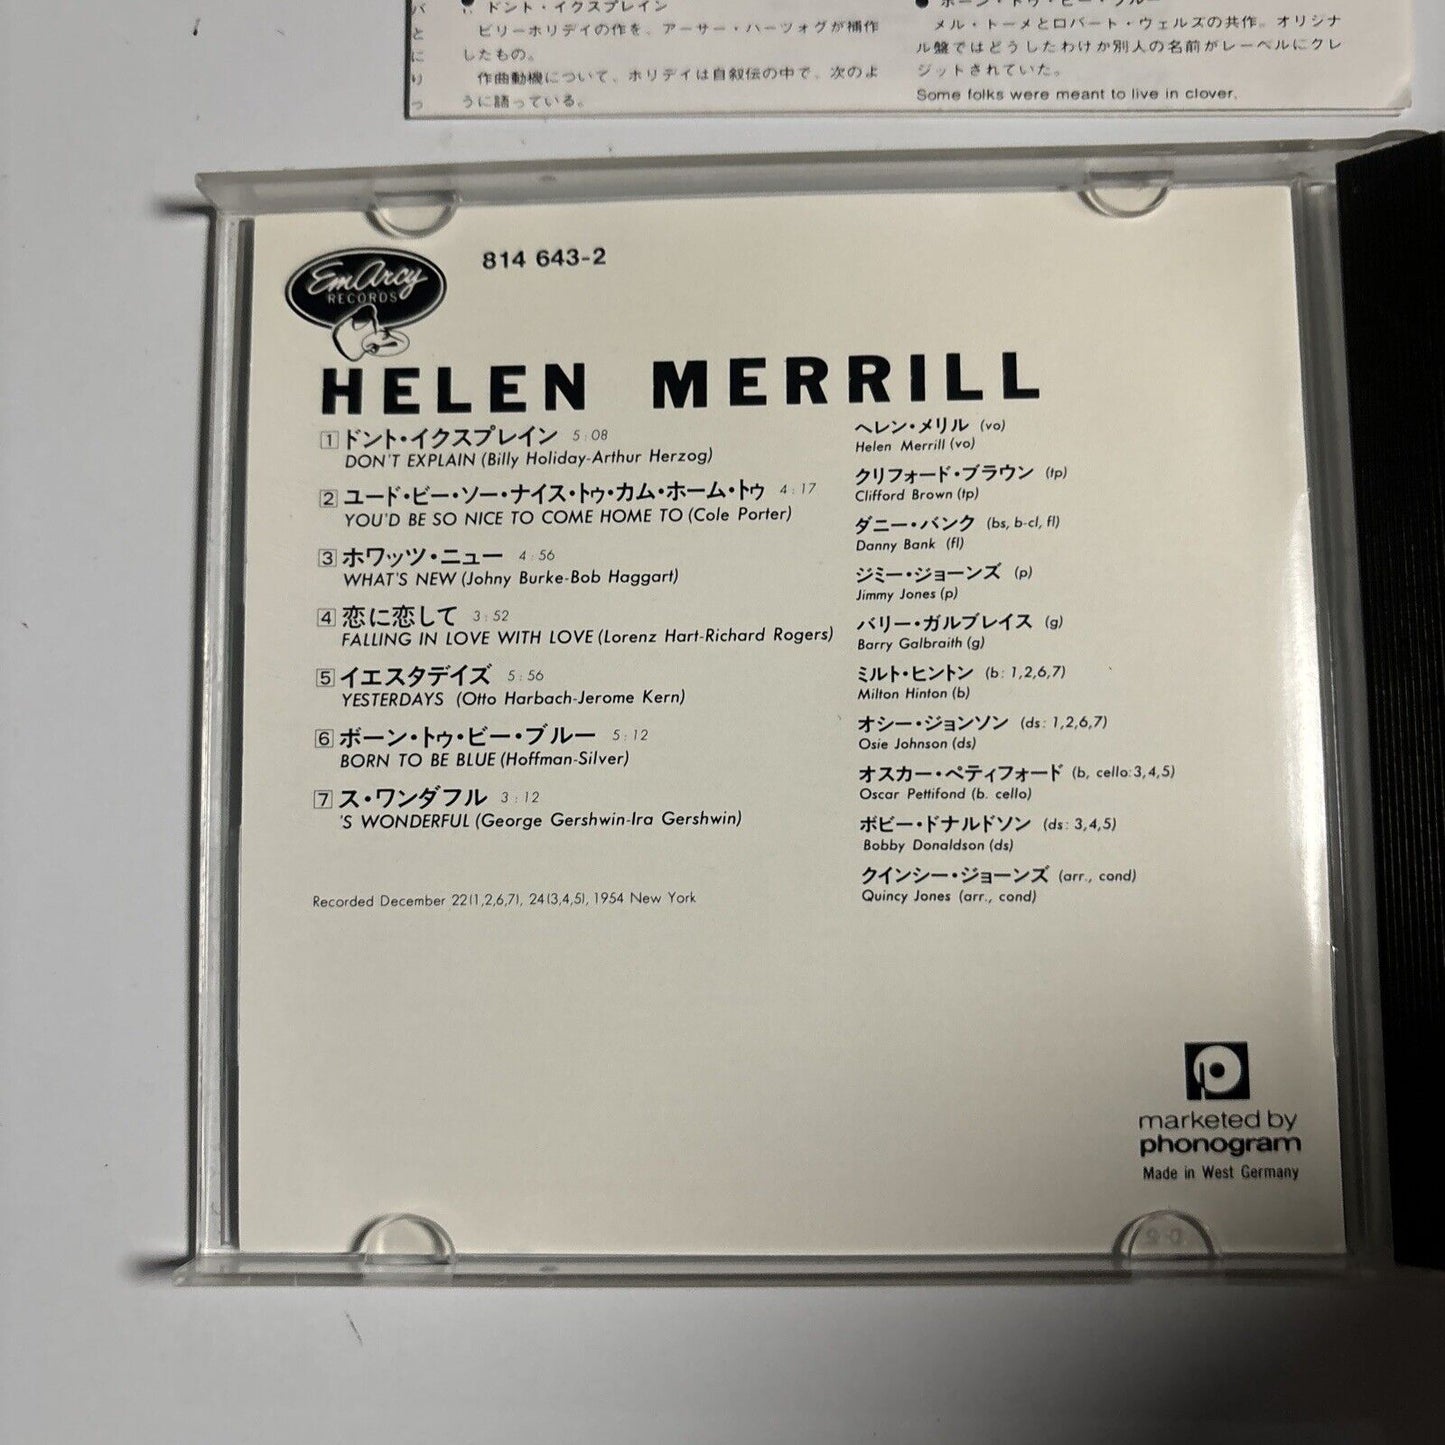 バ
と
に
り
っ
ドント・イクスプレイン
ビリーホリデイの作を、アーサー・ハーツォグが補作
したもの。
作曲動機について、ホリデイは自叙伝の中で、次のよ
うに語っている。
ボーン・トゥ・ビー・ブルー
メル・トーメとロバート・ウェルズの共作。オリジナ
ル盤ではどうしたわけか別人の名前がレーベルにクレ
ジットされていた。
Some folks were meant to live in clover,
EmArcy
RECORDS
814 643-2
HELEN MERRILL
1 ドント・イクスプレイン 5:08
DON'T EXPLAIN (Billy Holiday-Arthur Herzog)
2 ユード・ビー・ソー・ナイス・トゥ・カム・ホーム・トゥ 4:17
YOU'D BE SO NICE TO COME HOME TO (Cole Porter)
3 ホワッツ・ニュー 4:56
WHAT'S NEW (Johny Burke-Bob Haggart)
4 恋に恋して 3:52
FALLING IN LOVE WITH LOVE (Lorenz Hart-Richard Rogers)
5 イエスタデイズ 5:56
YESTERDAYS (Otto Harbach-Jerome Kern)
6 ボーン・トゥ・ビー・ブルー 5:12
BORN TO BE BLUE (Hoffman-Silver)
7 ス・ワンダフル 3:12
'S WONDERFUL (George Gershwin-Ira Gershwin)
Recorded December 22(1,2,6,7), 24(3,4,5), 1954 New York
ヘレン・メリル (vo)
Helen Merrill (vo)
クリフォード・ブラウン (tp)
Clifford Brown (tp)
ダニー・バンク (bs, b-cl, fl)
Danny Bank (fl)
ジミー・ジョーンズ (p)
Jimmy Jones (p)
バリー・ガルブレイス (g)
Barry Galbraith (g)
ミルト・ヒントン (b: 1,2,6,7)
Milton Hinton (b)
オシー・ジョンソン (ds: 1,2,6,7)
Osie Johnson (ds)
オスカー・ペティフォード (b, cello:3,4,5)
Oscar Pettifond (b. cello)
ボビー・ドナルドソン (ds: 3,4,5)
Bobby Donaldson (ds)
クインシー・ジョーンズ (arr., cond)
Quincy Jones (arr., cond)
marketed by
phonogram
Made in West Germany